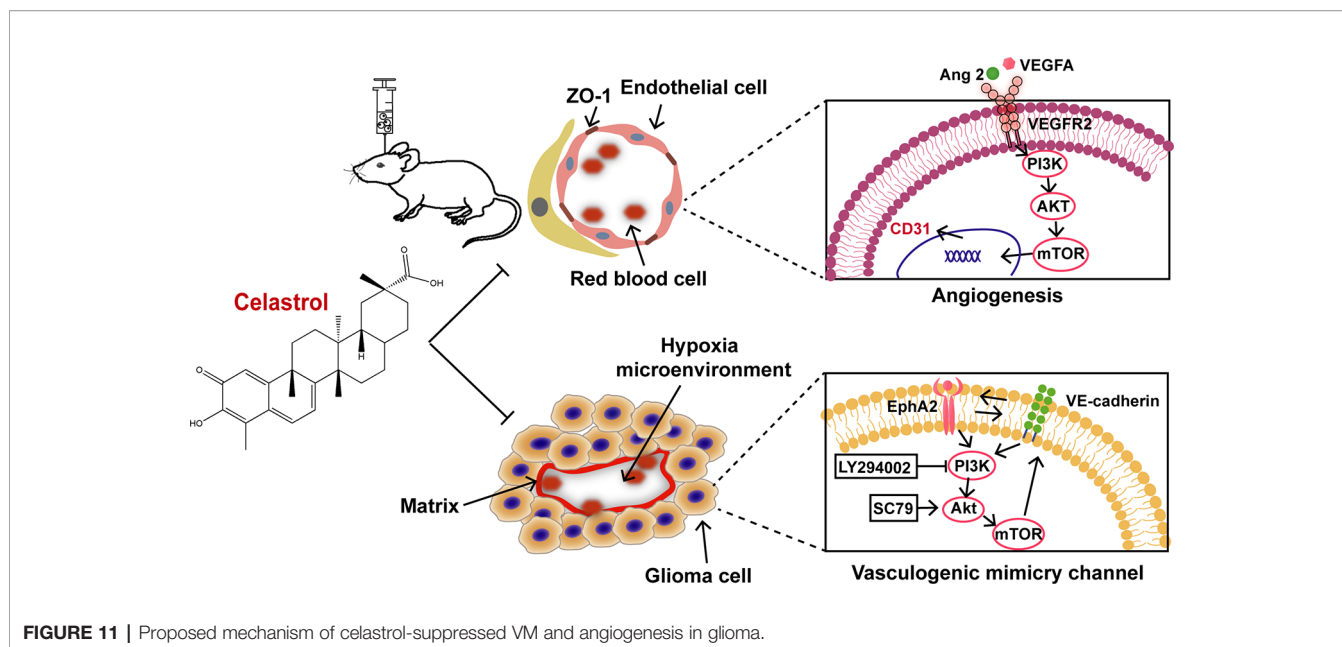 ZO-1
Endothelial cell
Red blood cell
Ang 2
VEGFA
VEGFR2
PI3K
AKT
mTOR
CD31
Angiogenesis
Celastrol
O
OH
H
O
HO
Hypoxia
microenvironment
Matrix
Glioma cell
EphA2
VE-cadherin
LY294002
PI3K
SC79
Akt
mTOR
Vasculogenic mimicry channel
FIGURE 11 | Proposed mechanism of celastrol-suppressed VM and angiogenesis in glioma.